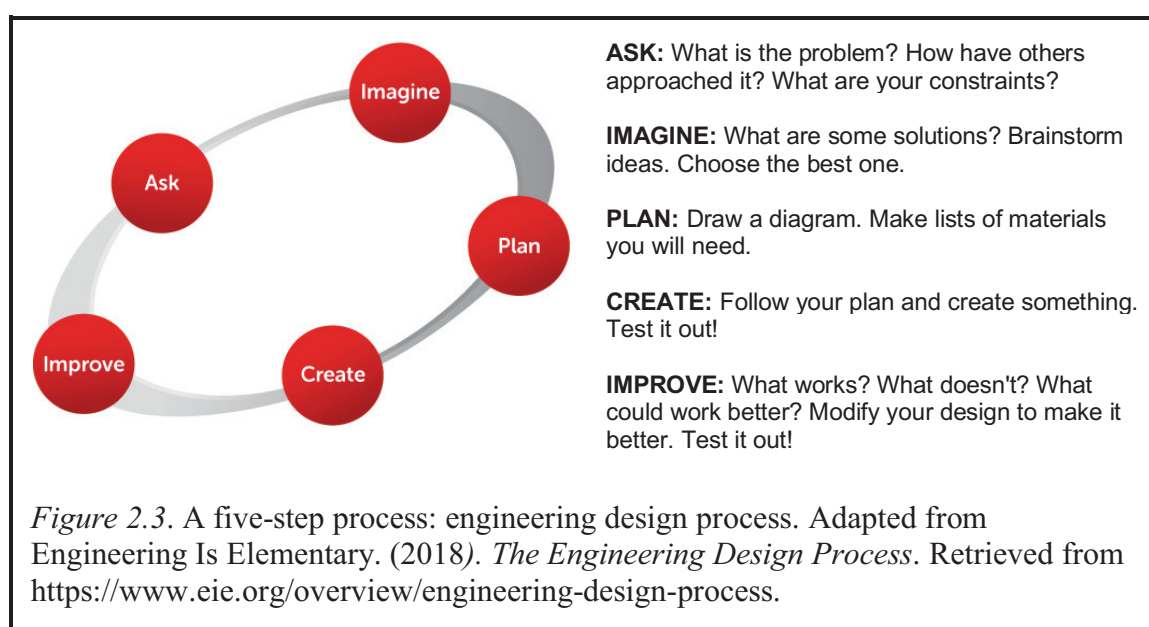 Imagine
Ask
Plan
Improve
Create
ASK: What is the problem? How have others
approached it? What are your constraints?
IMAGINE: What are some solutions? Brainstorm
ideas. Choose the best one.
PLAN: Draw a diagram. Make lists of materials
you will need.
CREATE: Follow your plan and create something.
Test it out!
IMPROVE: What works? What doesn't? What
could work better? Modify your design to make it
better. Test it out!
Figure 2.3. A five-step process: engineering design process. Adapted from
Engineering Is Elementary. (2018). The Engineering Design Process. Retrieved from
https://www.eie.org/overview/engineering-design-process.